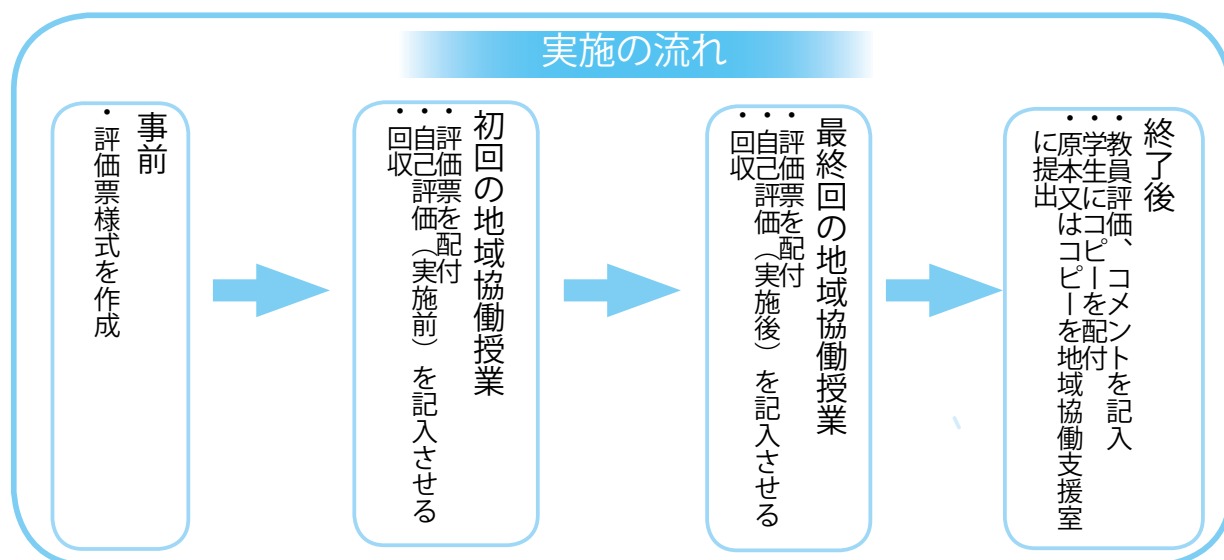 実施の流れ
事前
・評価票様式を作成
初回の地域協働授業
・評価票を配付
・自己評価（実施前）を記入させる
・回収
最終回の地域協働授業
・評価票を配付
・自己評価（実施後）を記入させる
・回収
終了後
・教員評価、コメントを記入
・学生にコピーを配付
・原本又はコピーを地域協働支援室
に提出